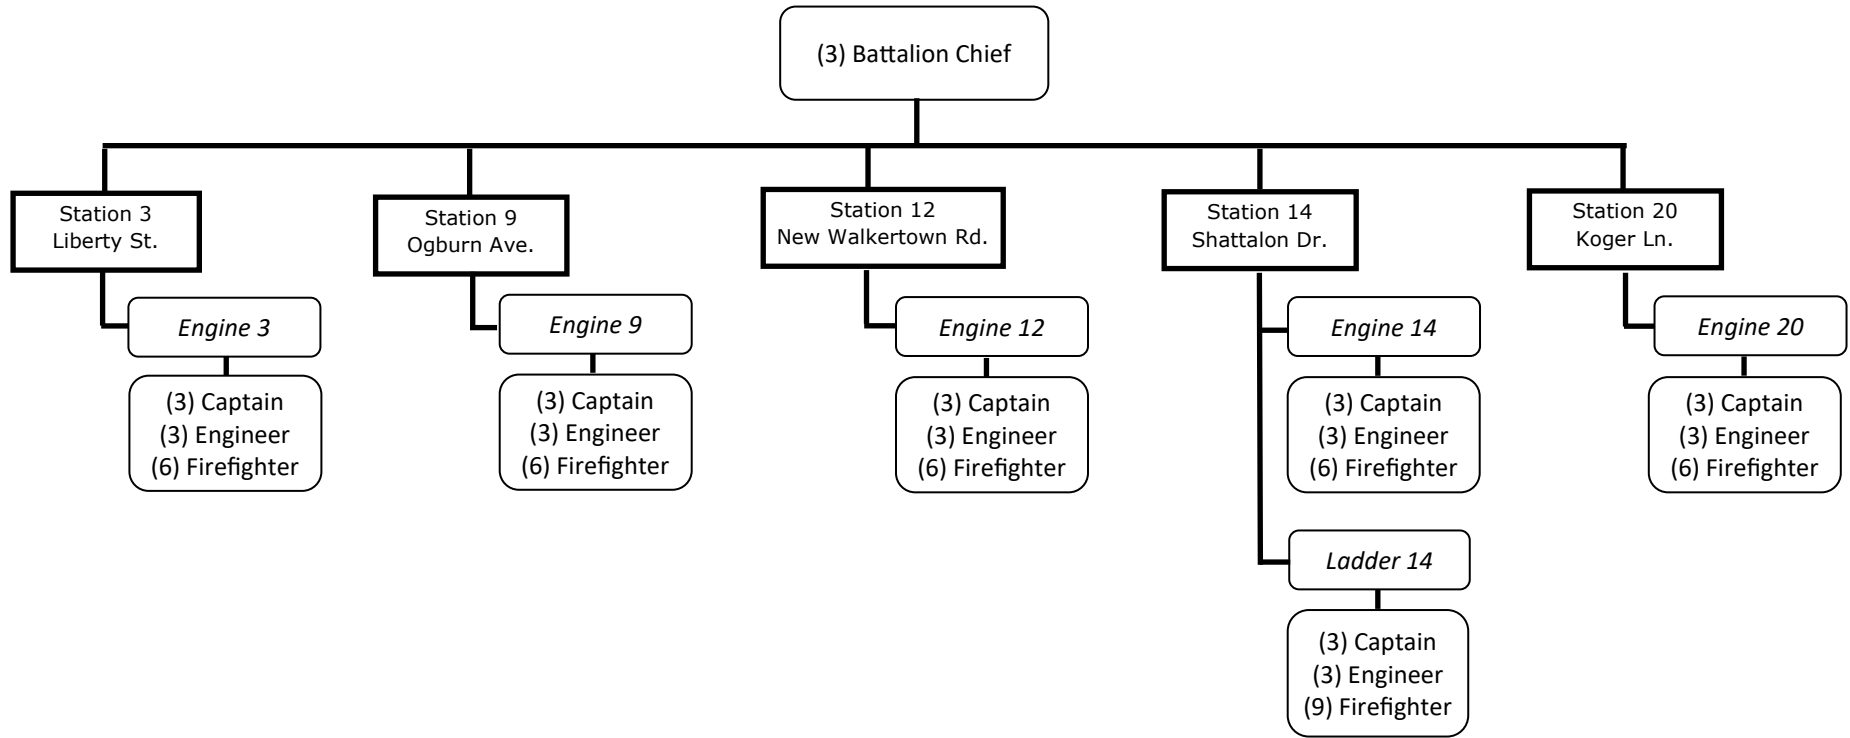 (3) Battalion Chief
Station 3
Liberty St.
Station 9
Ogburn Ave.
Station 12
New Walkertown Rd.
Station 14
Shattalon Dr.
Station 20
Koger Ln.
Engine 3
(3) Captain
(3) Engineer
(6) Firefighter
Engine 9
(3) Captain
(3) Engineer
(6) Firefighter
Engine 12
(3) Captain
(3) Engineer
(6) Firefighter
Engine 14
(3) Captain
(3) Engineer
(6) Firefighter
Engine 20
(3) Captain
(3) Engineer
(6) Firefighter
Ladder 14
(3) Captain
(3) Engineer
(9) Firefighter